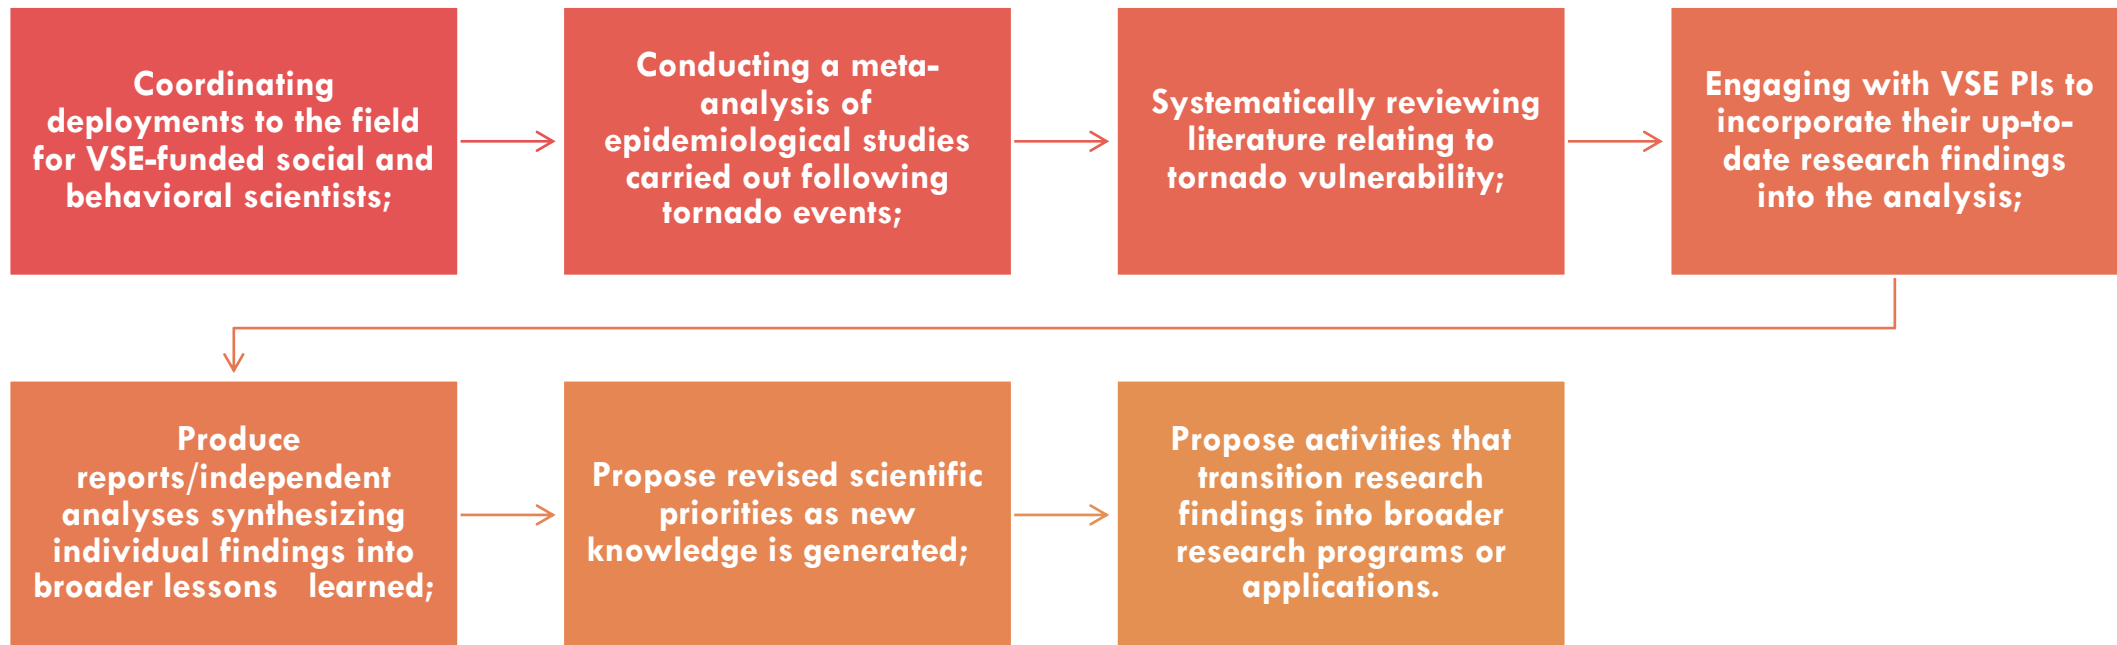 Coordinating
deployments to the field
for VSE-funded social and
behavioral scientists;
Conducting a meta-
analysis of
epidemiological studies
carried out following
tornado events;
Systematically reviewing
literature relating to
tornado vulnerability;
Engaging with VSE PIs to
incorporate their up-to-
date research findings
into the analysis;
Produce
reports/independent
analyses synthesizing
individual findings into
broader lessons learned;
Propose revised scientific
priorities as new
knowledge is generated;
Propose activities that
transition research
findings into broader
research programs or
applications.